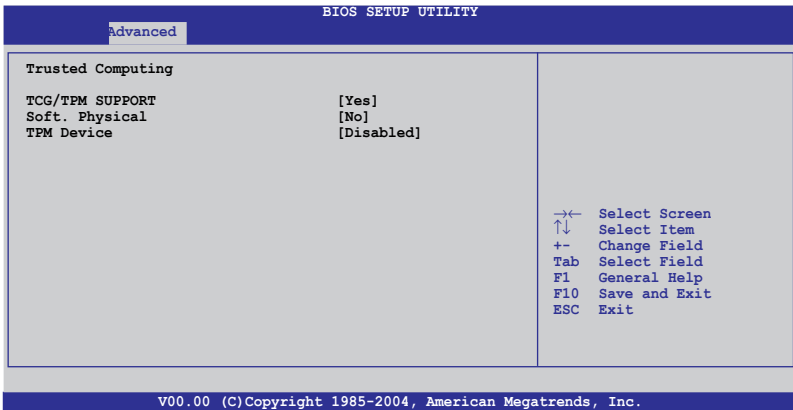 BIOS SETUP UTILITY
Advanced
Trusted Computing
TCG/TPM SUPPORT [Yes]
Soft. Physical [No]
TPM Device [Disabled]
→← Select Screen
↑↓ Select Item
+- Change Field
Tab Select Field
F1 General Help
F10 Save and Exit
ESC Exit
V00.00 (C)Copyright 1985-2004, American Megatrends, Inc.